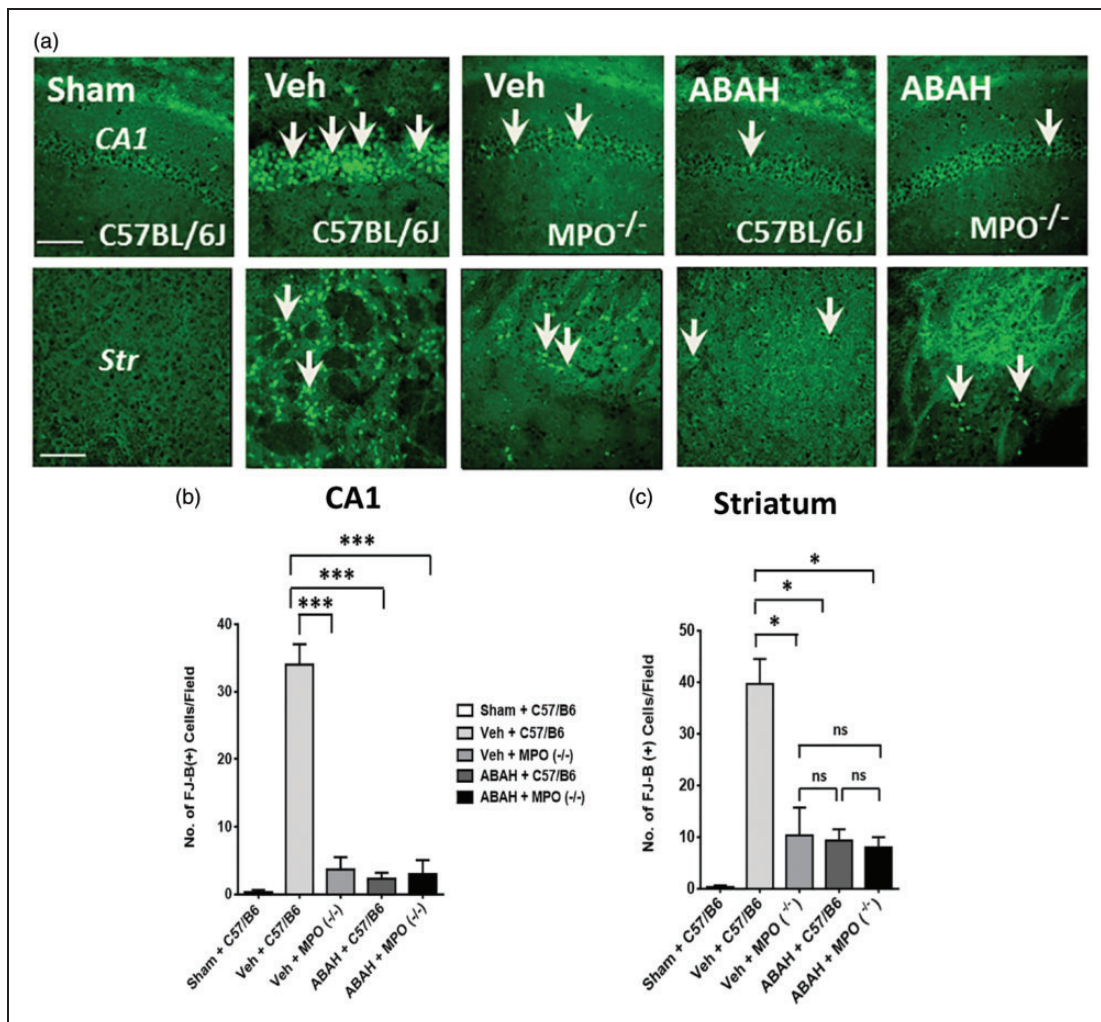 (a)
Sham Veh Veh ABAH ABAH
CA1
C57BL/6J C57BL/6J MPO-/- C57BL/6J MPO-/-
Str
(b) CA1
***
***
***
No. of FJ-B(+) Cells/Field
40
30
20
10
0
Sham + C57/B6
Veh + C57/B6
Veh + MPO (-/-)
ABAH + C57/B6
ABAH + MPO (-/-)
Sham + C57/B6
Veh + C57/B6
Veh + MPO (-/-)
ABAH + C57/B6
ABAH + MPO (-/-)
(c) Striatum
*
*
*
ns
ns ns
No. of FJ-B (+) Cells/Field
50
40
30
20
10
0
Sham + C57/B6
Veh + C57/B6
Veh + MPO (-/-)
ABAH + C57/B6
ABAH + MPO (-/-)